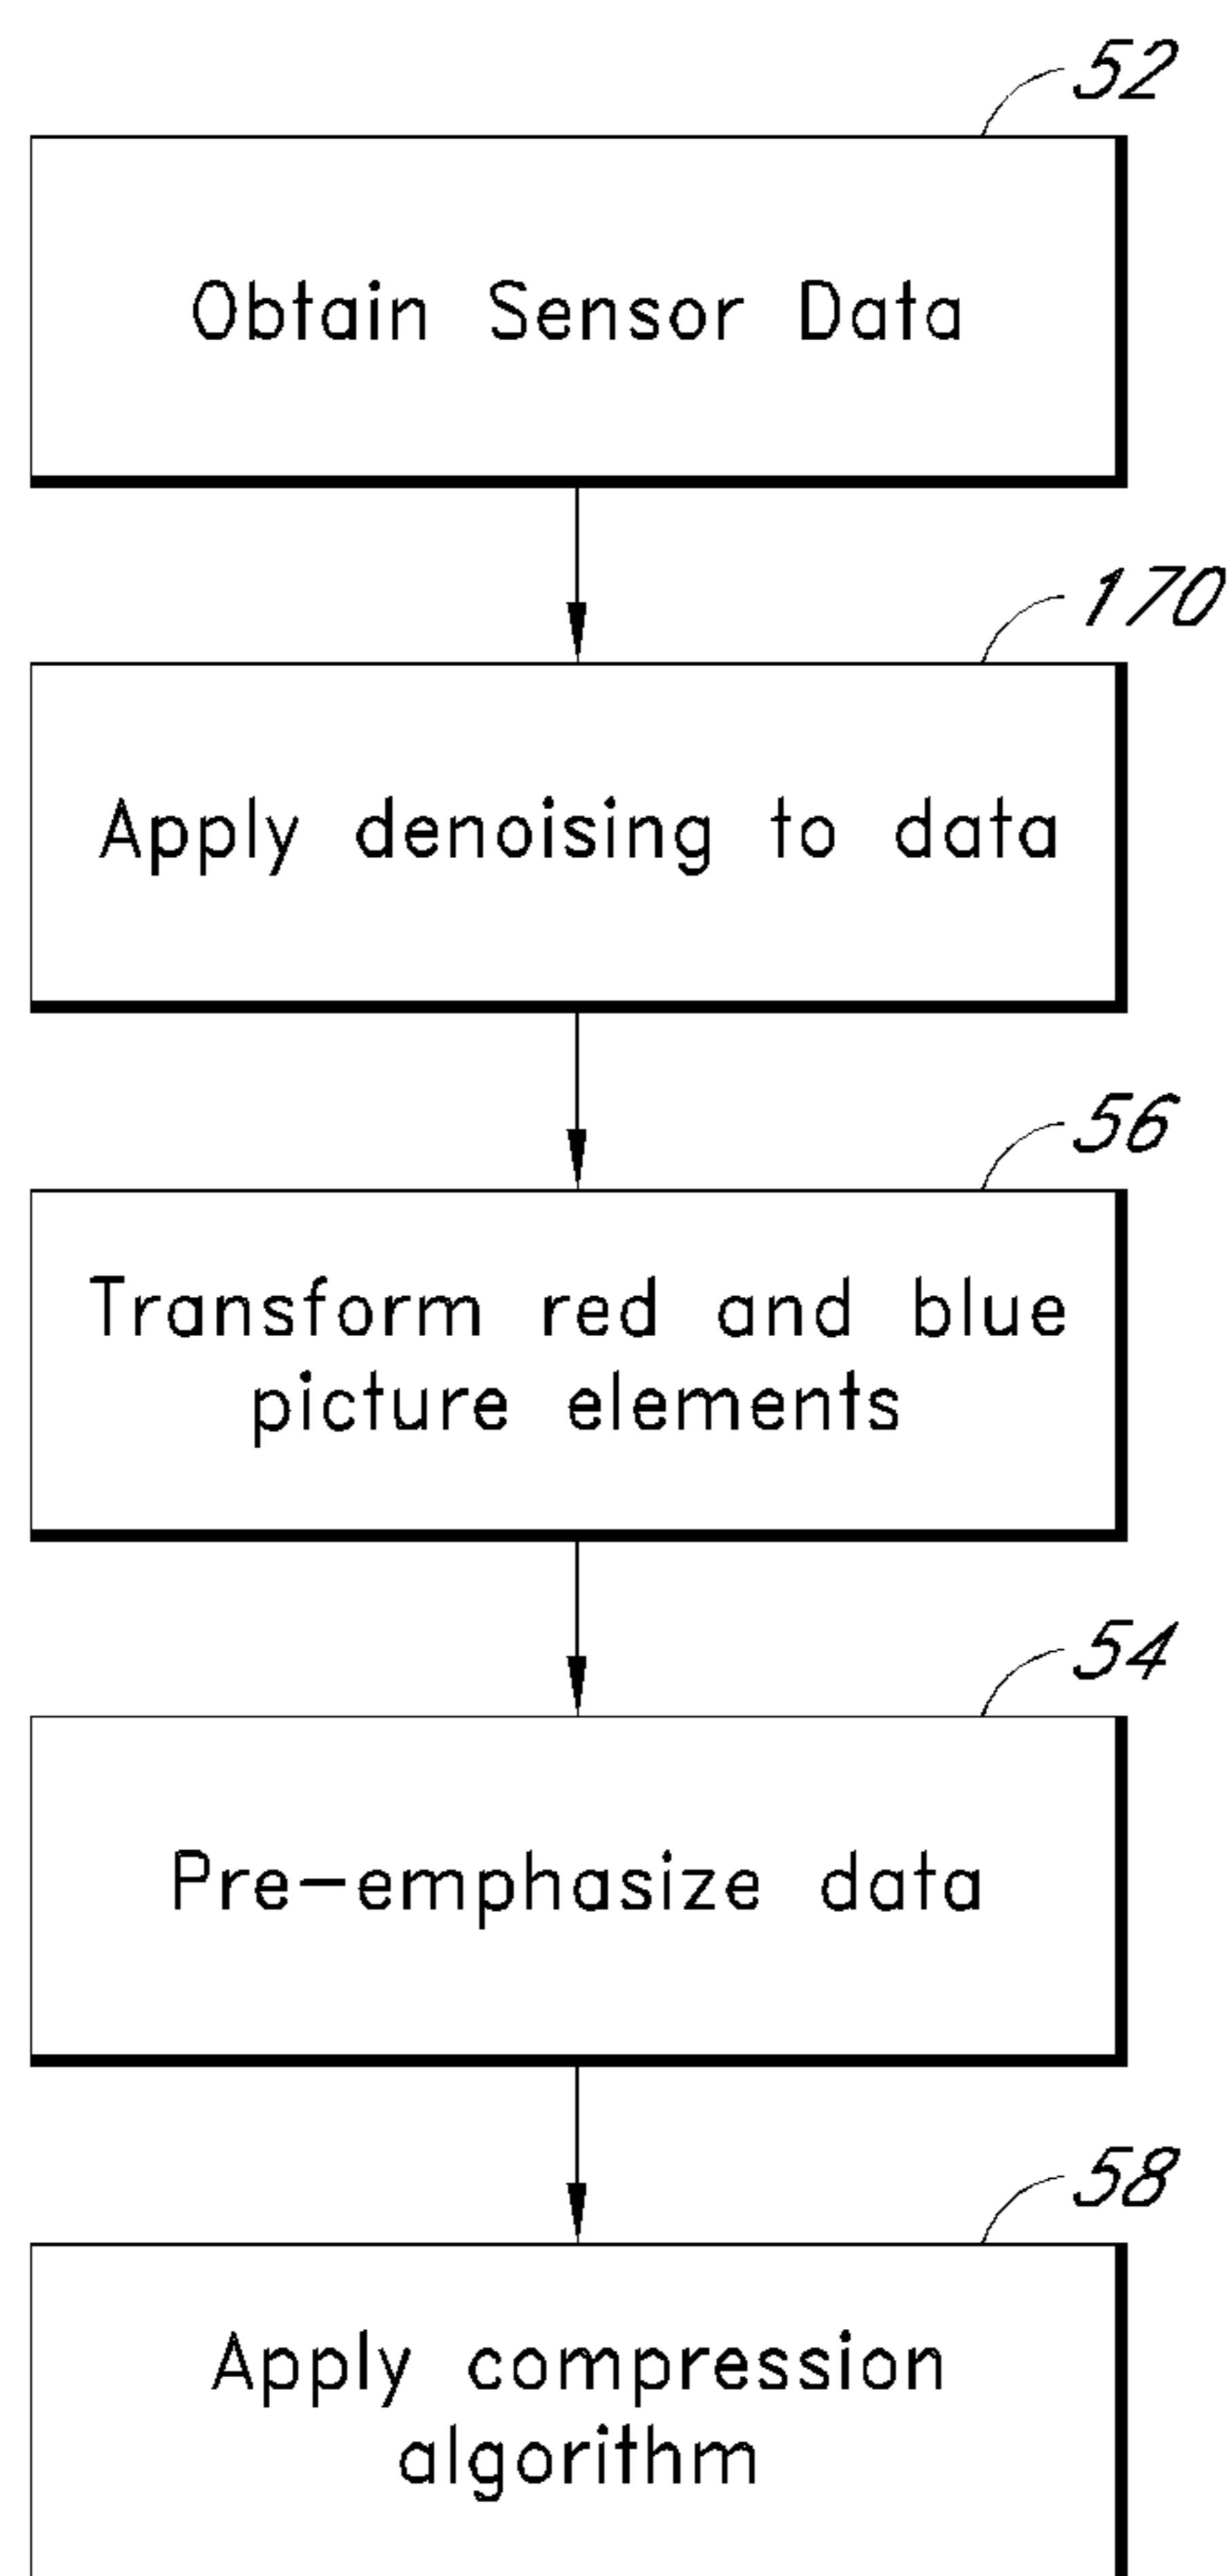 52
Obtain Sensor Data
170
Apply denoising to data
56
Transform red and blue
picture elements
54
Pre-emphasize data
58
Apply compression
algorithm